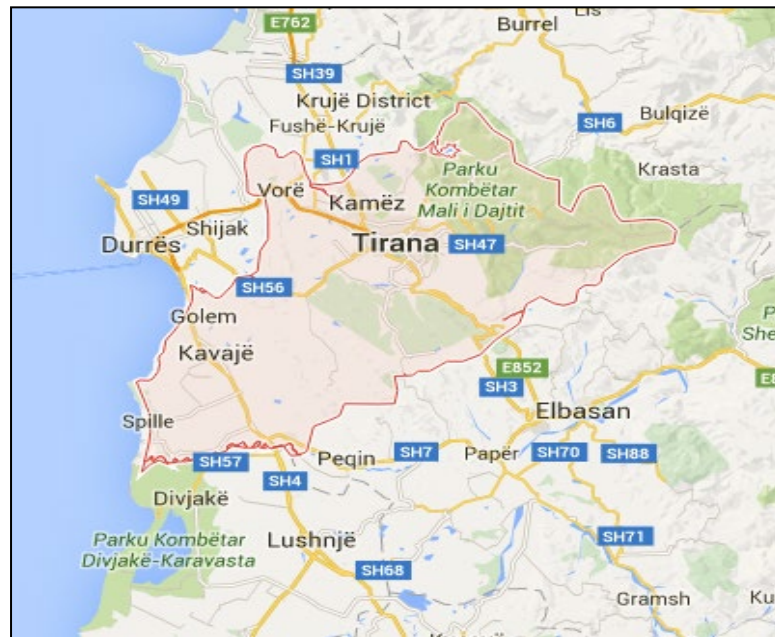 E762
Burrel
SH39
Krujë District
SH6
Bulqizë
Fushë-Krujë
SH1
Krasta
Parku
Kombëtar
Mali i Dajtit
Vorë
SH49
Kamëz
Shijak
Durrës
Tirana
SH47
SH56
Golem
Kavajë
E852
SH3
Elbasan
Spille
SH57
Peqin
SH7
Papër
SH70
SH88
SH4
Divjakë
Parku Kombëtar
Divjakë-Karavasta
Lushnjë
SH71
SH68
Gramsh